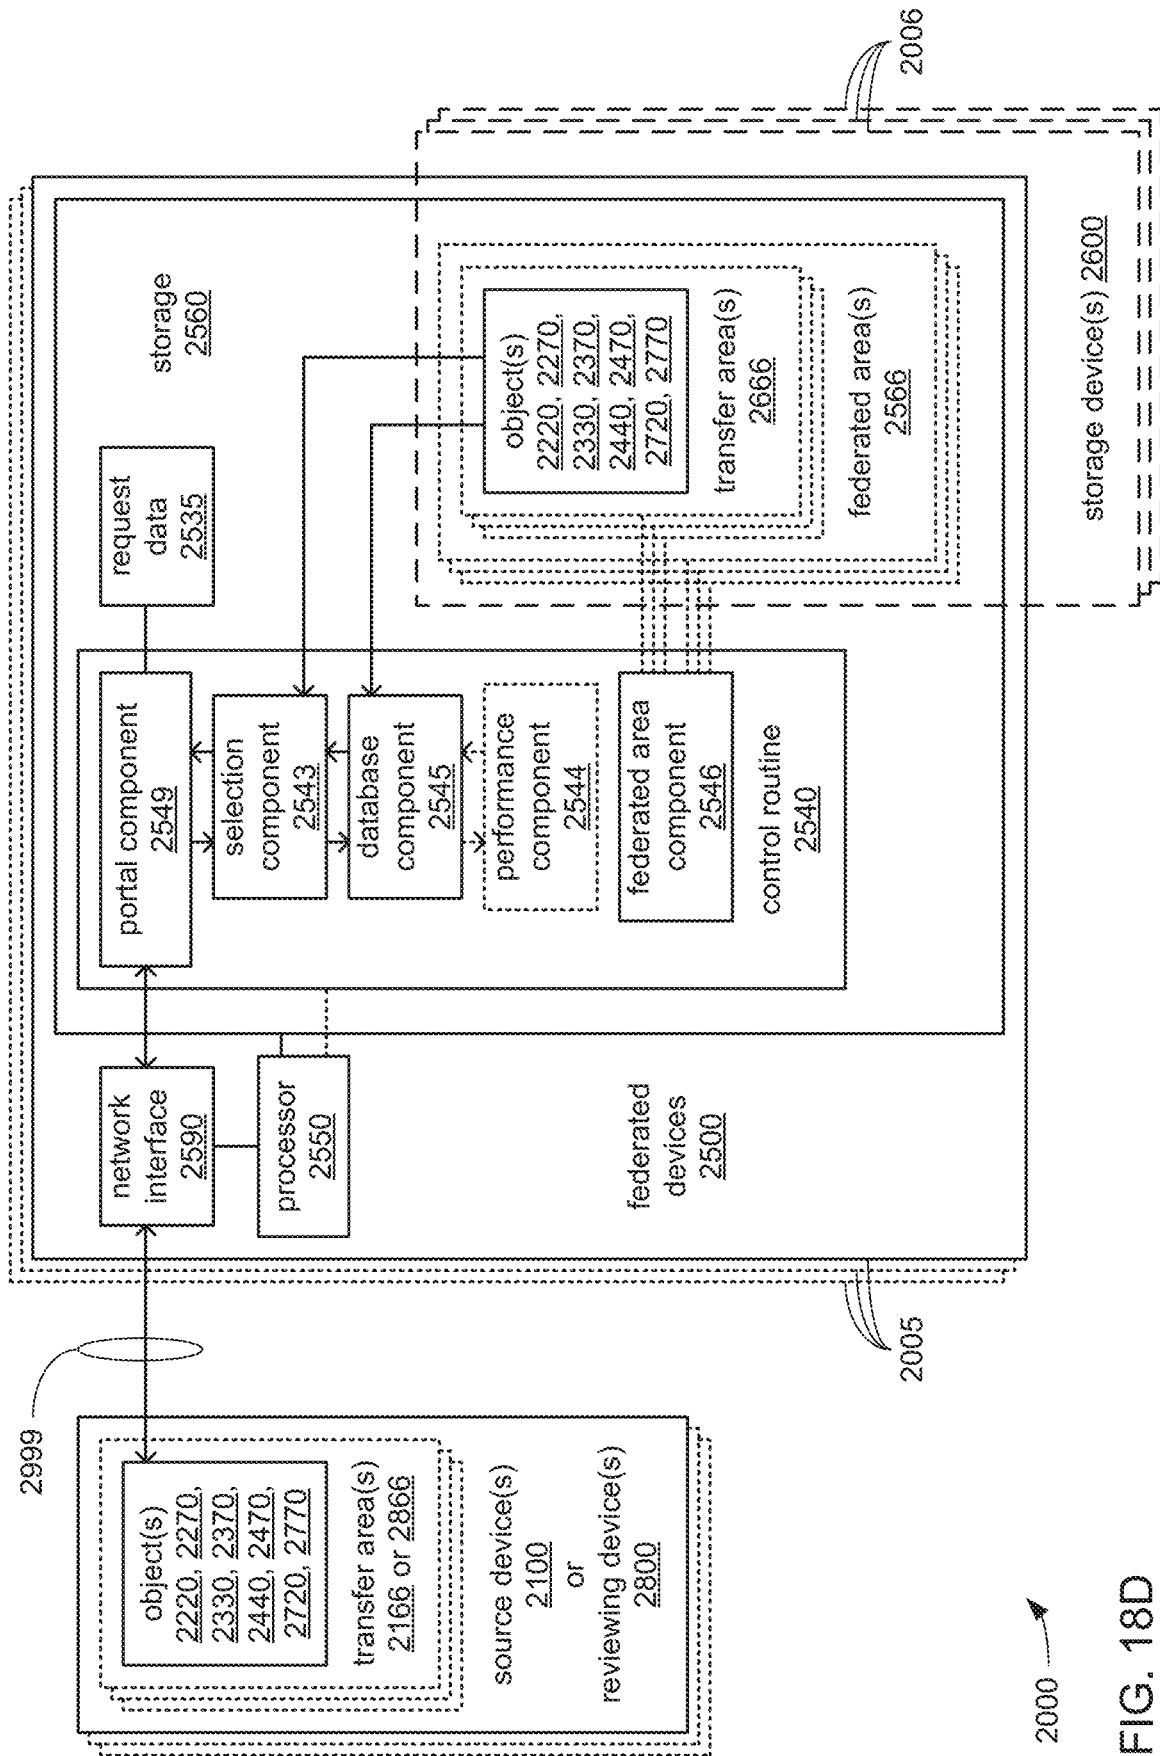 2999
object(s)
2220, 2270,
2330, 2370,
2440, 2470,
2720, 2770
transfer area(s)
2166 or 2866
source device(s)
2100
or
reviewing device(s)
2800
network
interface
2590
processor
2550
federated
devices
2500
2005
portal component
2549
selection
component
2543
database
component
2545
performance
component
2544
federated area
component
2546
control routine
2540
request
data
2535
storage
2560
object(s)
2220, 2270,
2330, 2370,
2440, 2470,
2720, 2770
transfer area(s)
2666
federated area(s)
2566
storage device(s) 2600
2006
2000
FIG. 18D